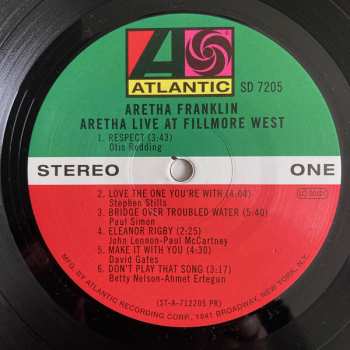 ATLANTIC
SD 7205
ARETHA FRANKLIN
ARETHA LIVE AT FILLMORE WEST
1. RESPECT (3:43)
Otis Redding
STEREO
ONE
2. LOVE THE ONE YOU'RE WITH (4:04)
Stephen Stills
3. BRIDGE OVER TROUBLED WATER (5:40)
Paul Simon
4. ELEANOR RIGBY (2:25)
John Lennon-Paul McCartney
5. MAKE IT WITH YOU (4:30)
David Gates
6. DON'T PLAY THAT SONG (3:17)
Betty Nelson-Ahmet Ertegun
(ST-A-712205 PR)
MFG. BY ATLANTIC RECORDING CORP., 1841 BROADWAY, NEW YORK, N.Y.